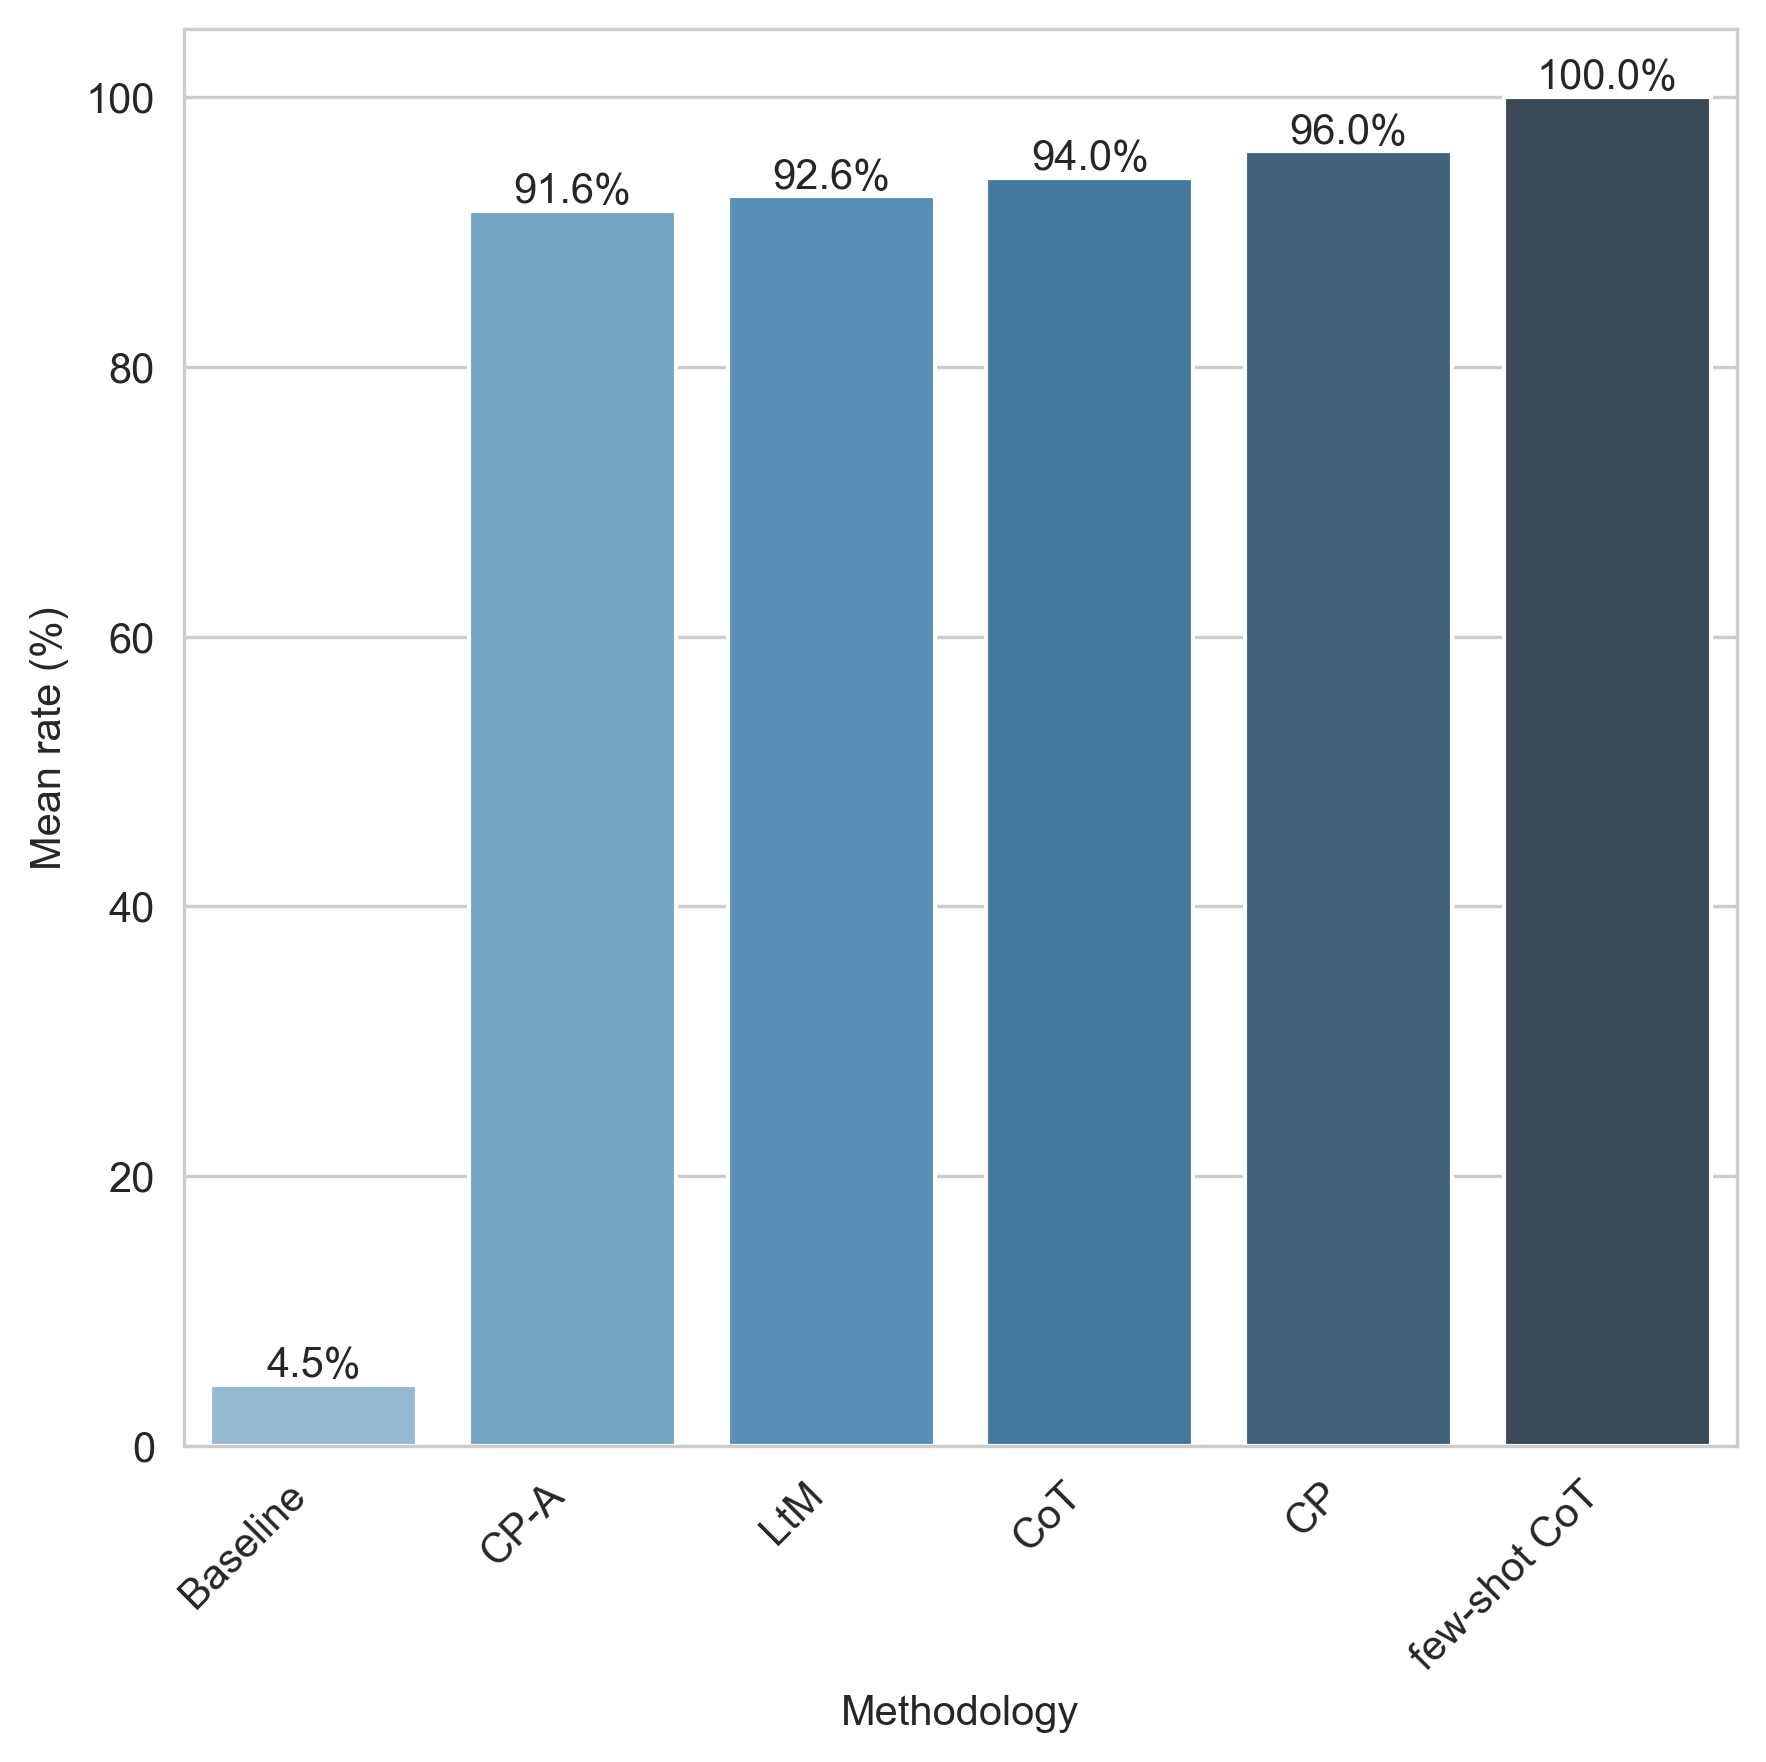 100.0%
96.0%
94.0%
92.6%
91.6%
4.5%
100
80
60
40
20
0
Mean rate (%)
Baseline
CP-A
LtM
CoT
CP
few-shot CoT
Methodology